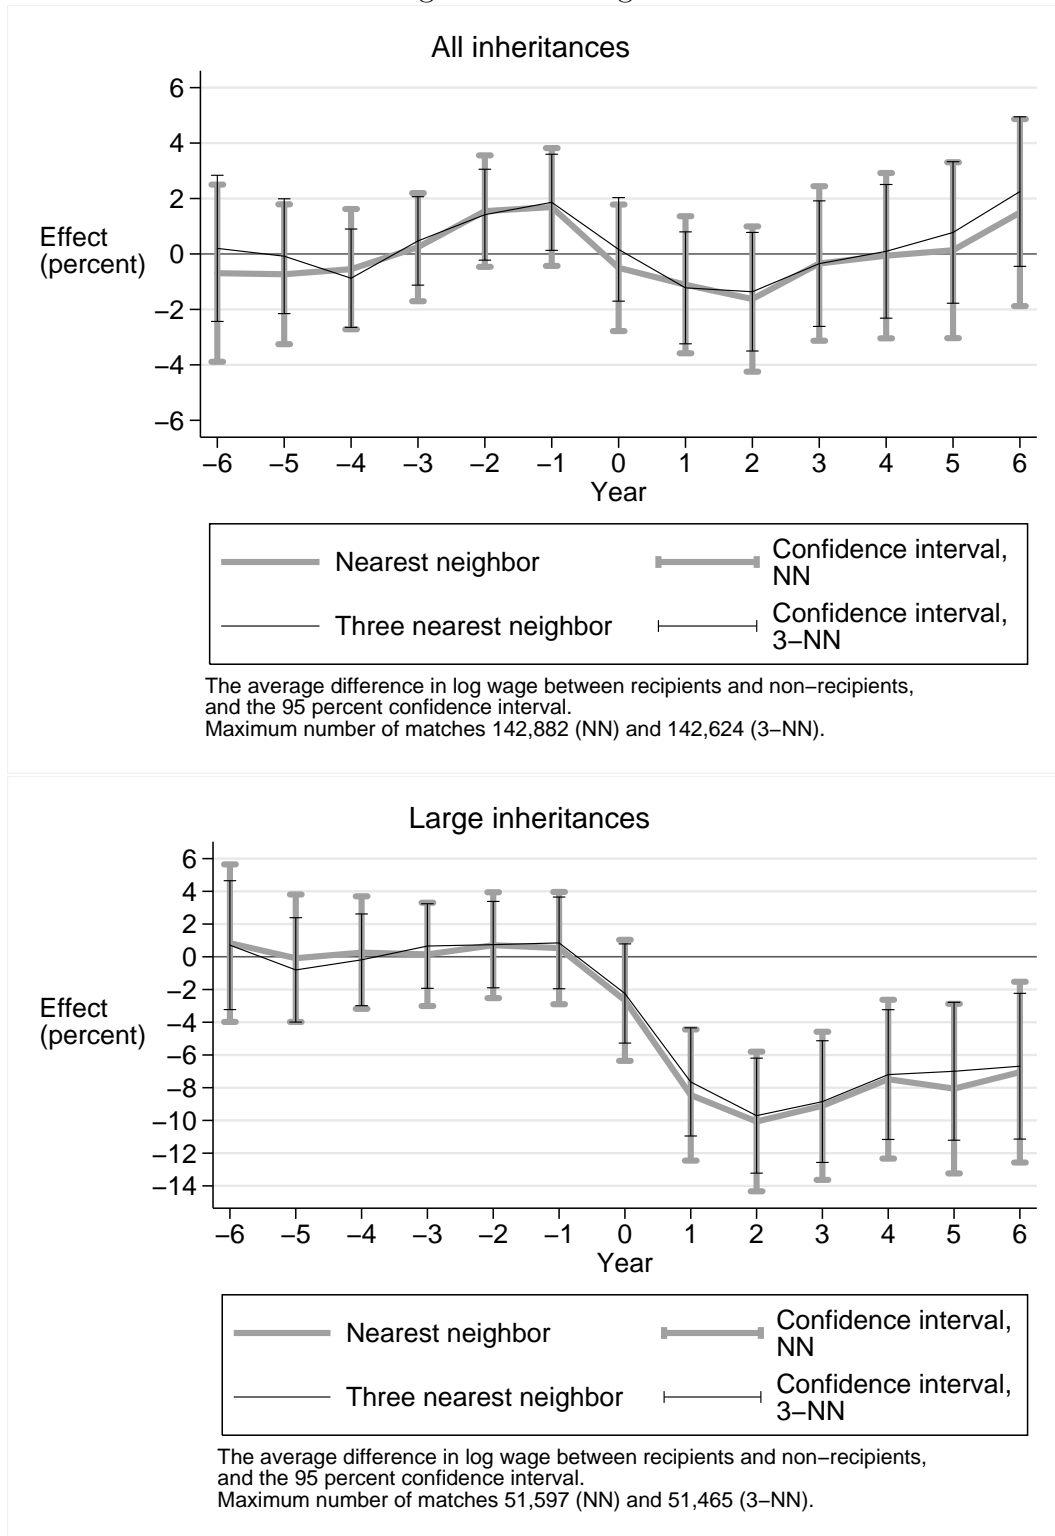 All inheritances
6
4
2
0
−2
−4
−6
Effect
(percent)
−6 −5 −4 −3 −2 −1 0 1 2 3 4 5 6
Year
Nearest neighbor
Confidence interval,
NN
Three nearest neighbor
Confidence interval,
3−NN
The average difference in log wage between recipients and non−recipients,
and the 95 percent confidence interval.
Maximum number of matches 142,882 (NN) and 142,624 (3−NN).
Large inheritances
6
4
2
0
−2
−4
−6
−8
−10
−12
−14
Effect
(percent)
−6 −5 −4 −3 −2 −1 0 1 2 3 4 5 6
Year
Nearest neighbor
Confidence interval,
NN
Three nearest neighbor
Confidence interval,
3−NN
The average difference in log wage between recipients and non−recipients,
and the 95 percent confidence interval.
Maximum number of matches 51,597 (NN) and 51,465 (3−NN).